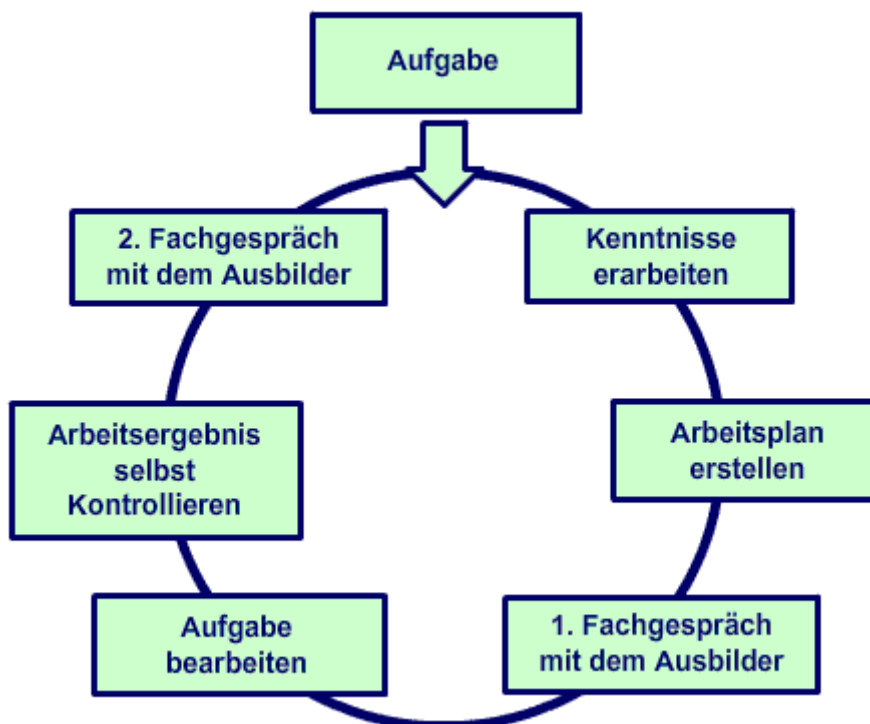 Aufgabe
2. Fachgespräch
mit dem Ausbilder
Kenntnisse
erarbeiten
Arbeitsergebnis
selbst
Kontrollieren
Arbeitsplan
erstellen
Aufgabe
bearbeiten
1. Fachgespräch
mit dem Ausbilder